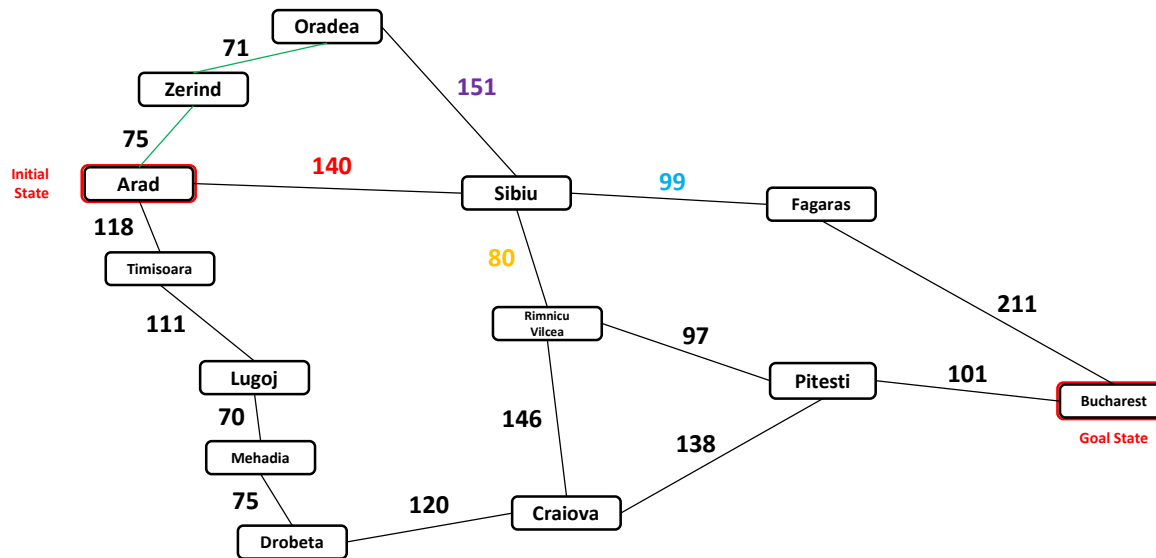 Oradea
71
Zerind
151
75
Initial
State
Arad
140
Sibiu
99
Fagaras
118
Timisoara
80
111
Rimnicu
Vilcea
97
211
Lugoj
Pitesti
101
Bucharest
70
146
138
Goal State
Mehadia
75
120
Craiova
Drobeta